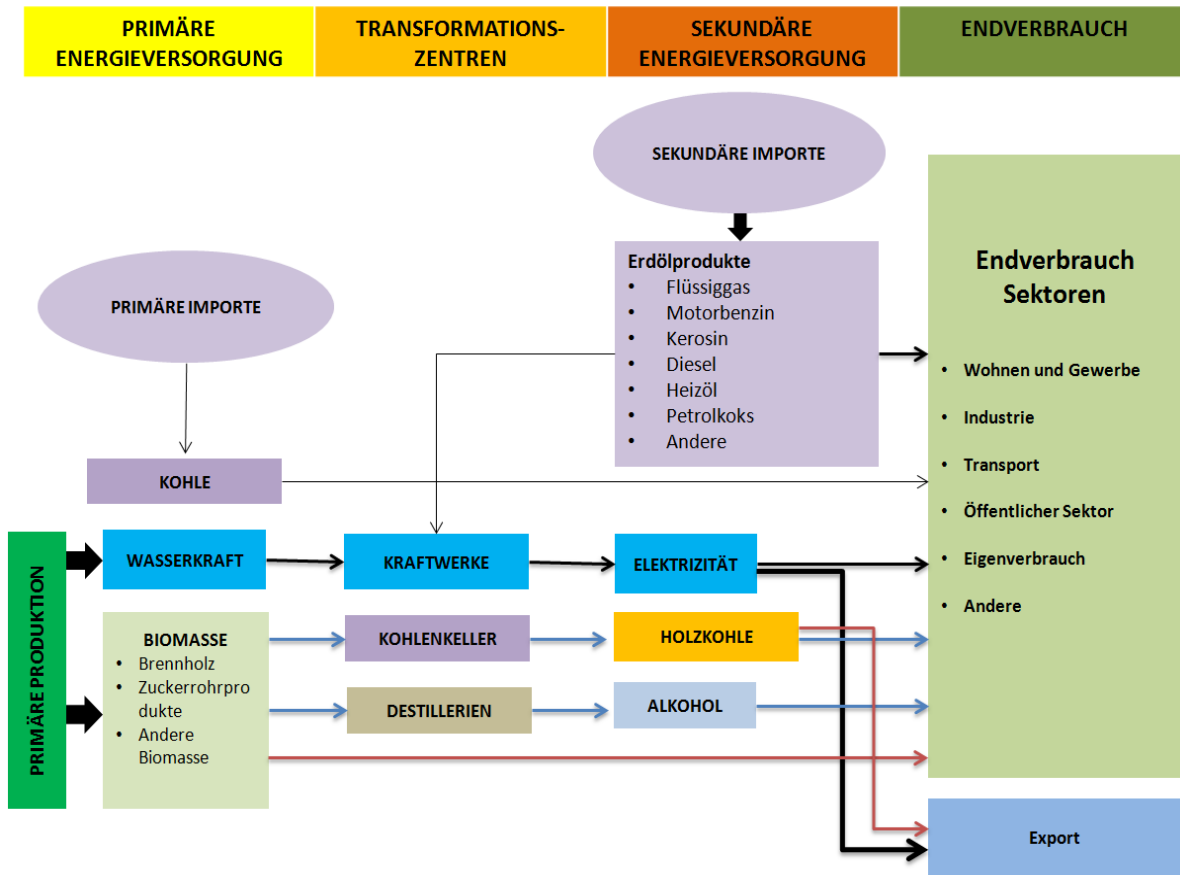 PRIMÄRE
ENERGIEVERSORGUNG
TRANSFORMATIONS-
ZENTREN
SEKUNDÄRE
ENERGIEVERSORGUNG
ENDVERBRAUCH
SEKUNDÄRE IMPORTE
PRIMÄRE IMPORTE
Erdölprodukte
• Flüssiggas
• Motorbenzin
• Kerosin
• Diesel
• Heizöl
• Petrolkoks
• Andere
Endverbrauch
Sektoren
• Wohnen und Gewerbe
• Industrie
• Transport
• Öffentlicher Sektor
• Eigenverbrauch
• Andere
KOHLE
PRIMÄRE PRODUKTION
WASSERKRAFT
KRAFTWERKE
ELEKTRIZITÄT
BIOMASSE
• Brennholz
• Zuckerrohrpro
dukte
• Andere
Biomasse
KOHLENKELLER
HOLZKOHLE
DESTILLERIEN
ALKOHOL
Export